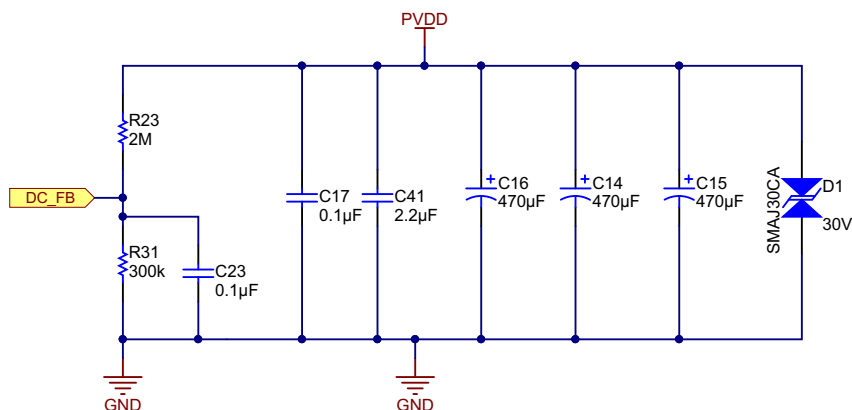 PVDD
R23
2M
DC_FB
R31
300k
C23
0.1µF
C17
0.1µF
C41
2.2µF
C16
470µF
C14
470µF
C15
470µF
SMAJ30CA
D1
30V
GND
GND